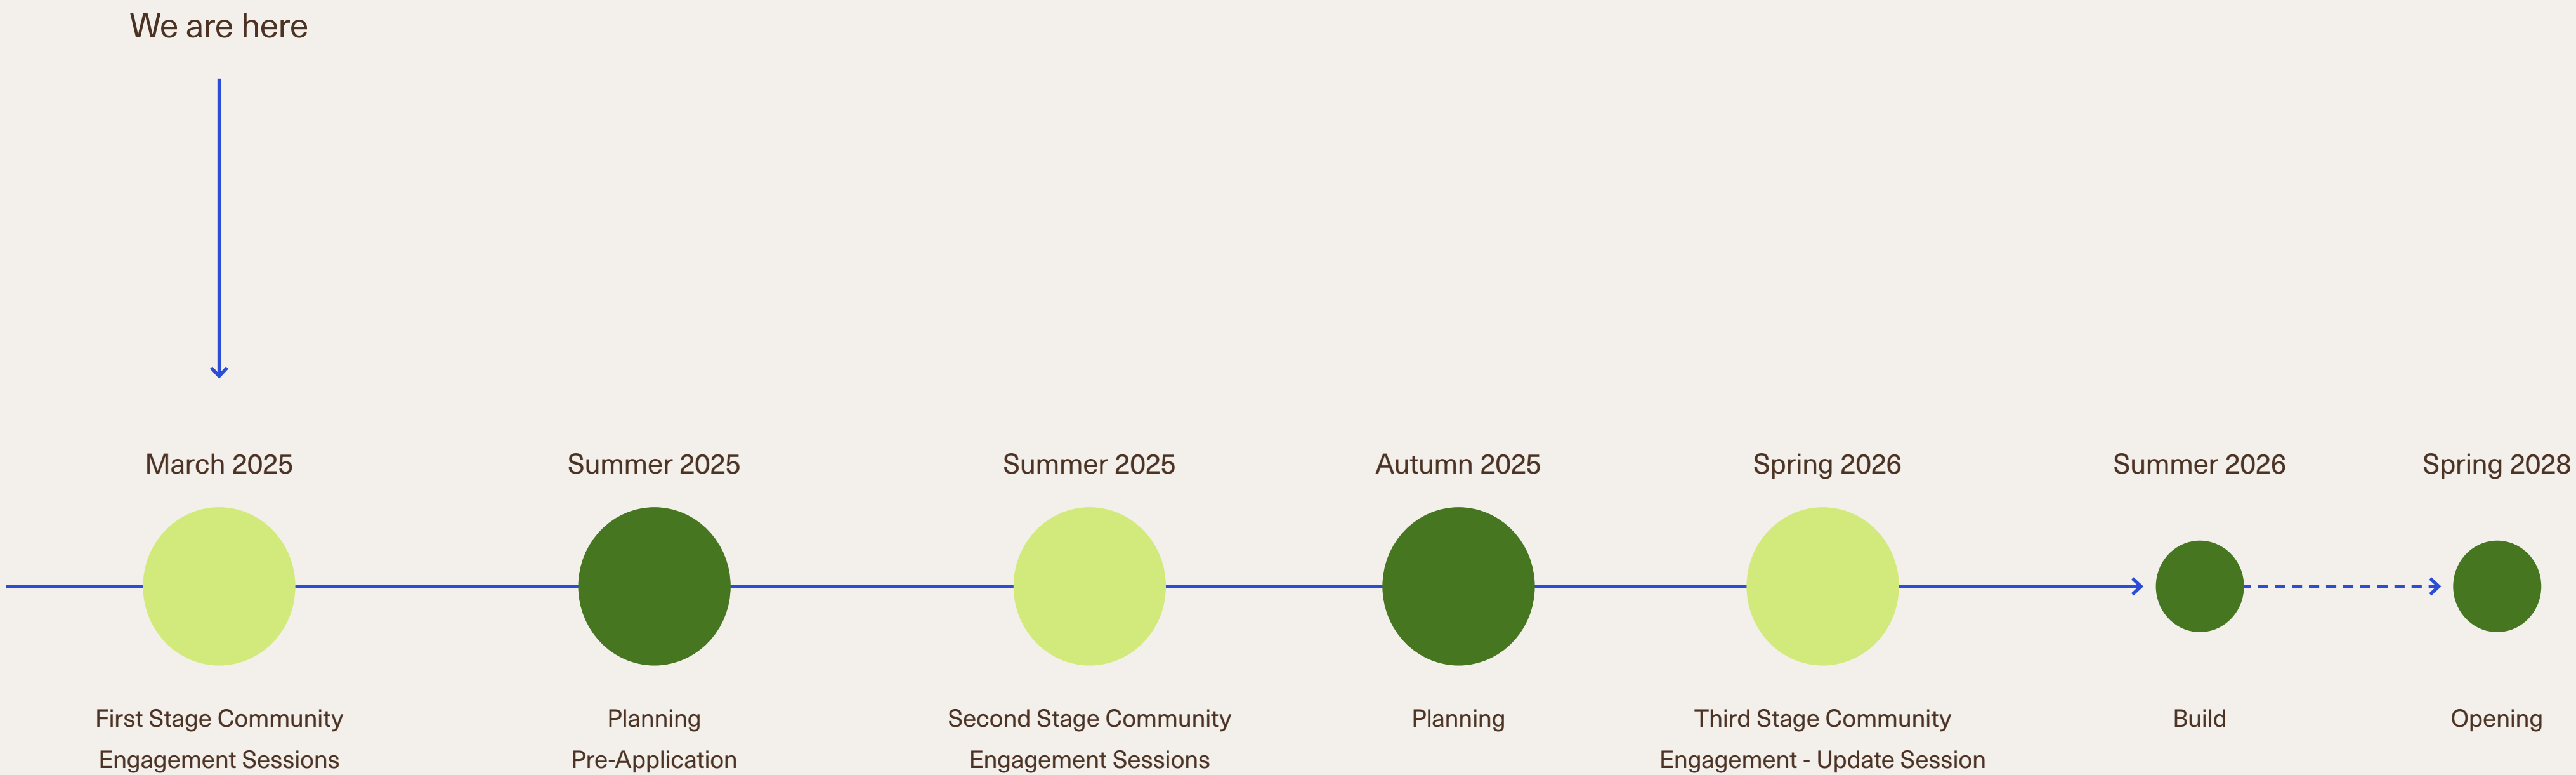 We are here
March 2025
Summer 2025
Summer 2025
Autumn 2025
Spring 2026
Summer 2026
Spring 2028
First Stage Community
Engagement Sessions
Planning
Pre-Application
Second Stage Community
Engagement Sessions
Planning
Third Stage Community
Engagement - Update Session
Build
Opening